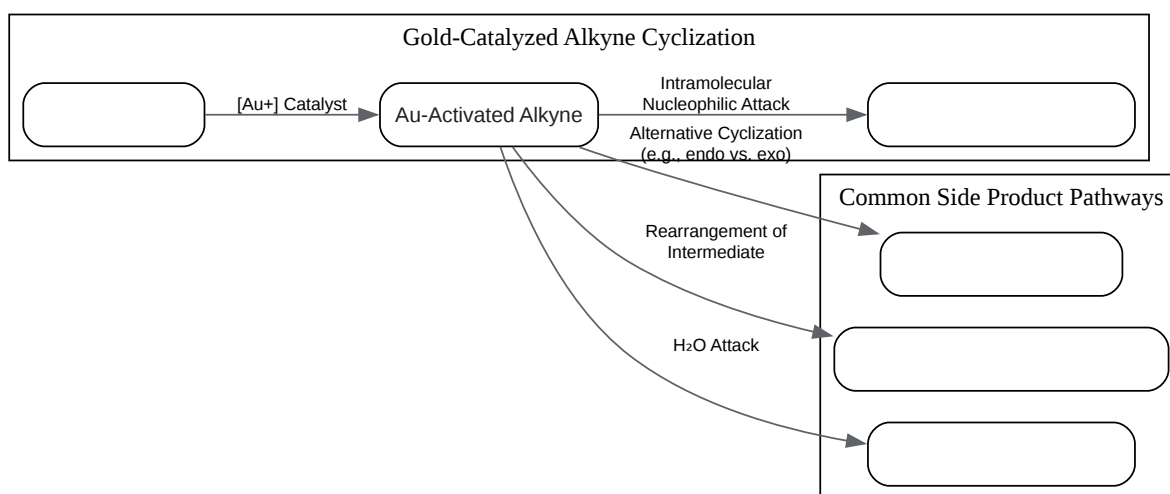 Gold-Catalyzed Alkyne Cyclization
[Au+] Catalyst
Au-Activated Alkyne
Intramolecular
Nucleophilic Attack
Alternative Cyclization
(e.g., endo vs. exo)
Common Side Product Pathways
Rearrangement of
Intermediate
H₂O Attack